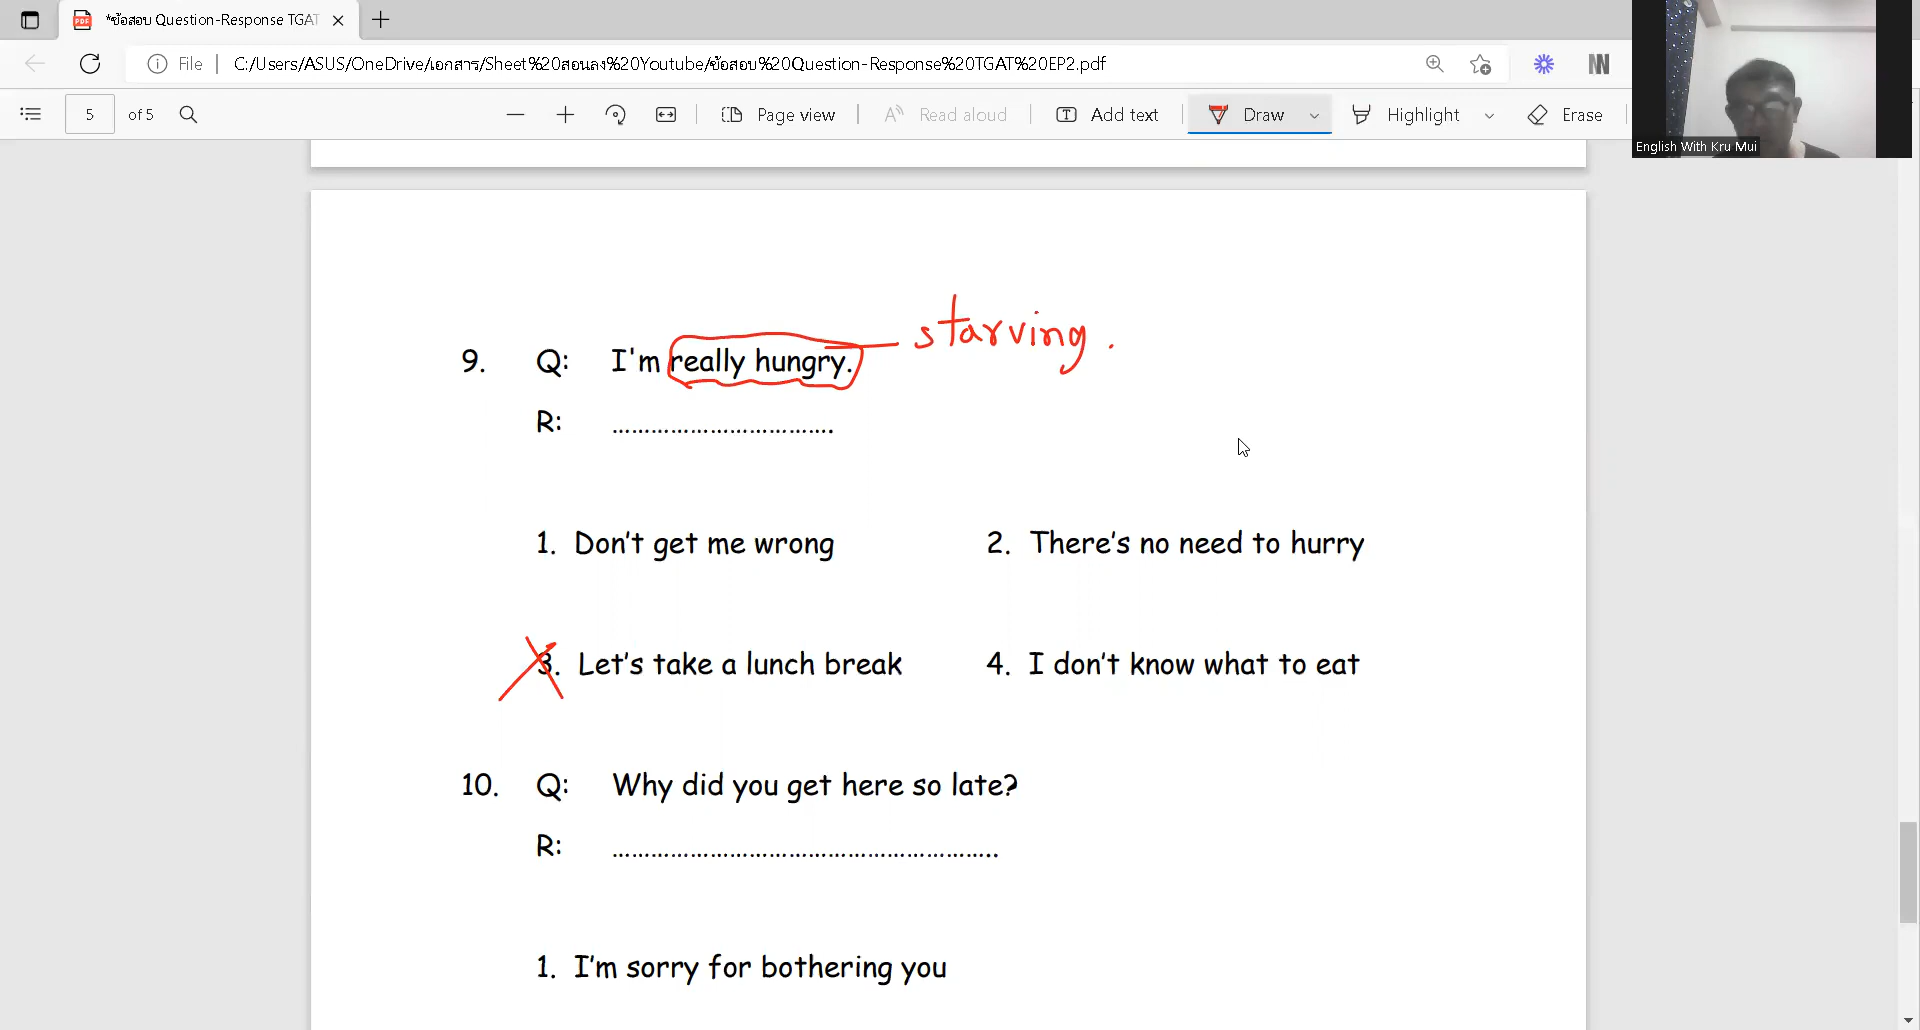 *ข้อสอบ Question-Response TGAT
File C:/Users/ASUS/OneDrive/เอกสาร/Sheet%20สอนลง%20Youtube/ข้อสอบ%20Question-Response%20TGAT%20EP2.pdf
5 of 5 Page view Read aloud Add text Draw Highlight Erase
English With Kru Mui
starving.
9. Q: I'm really hungry.
R: ....................................
1. Don't get me wrong 2. There's no need to hurry
3. Let's take a lunch break 4. I don't know what to eat
10. Q: Why did you get here so late?
R: ..............................................................
1. I'm sorry for bothering you